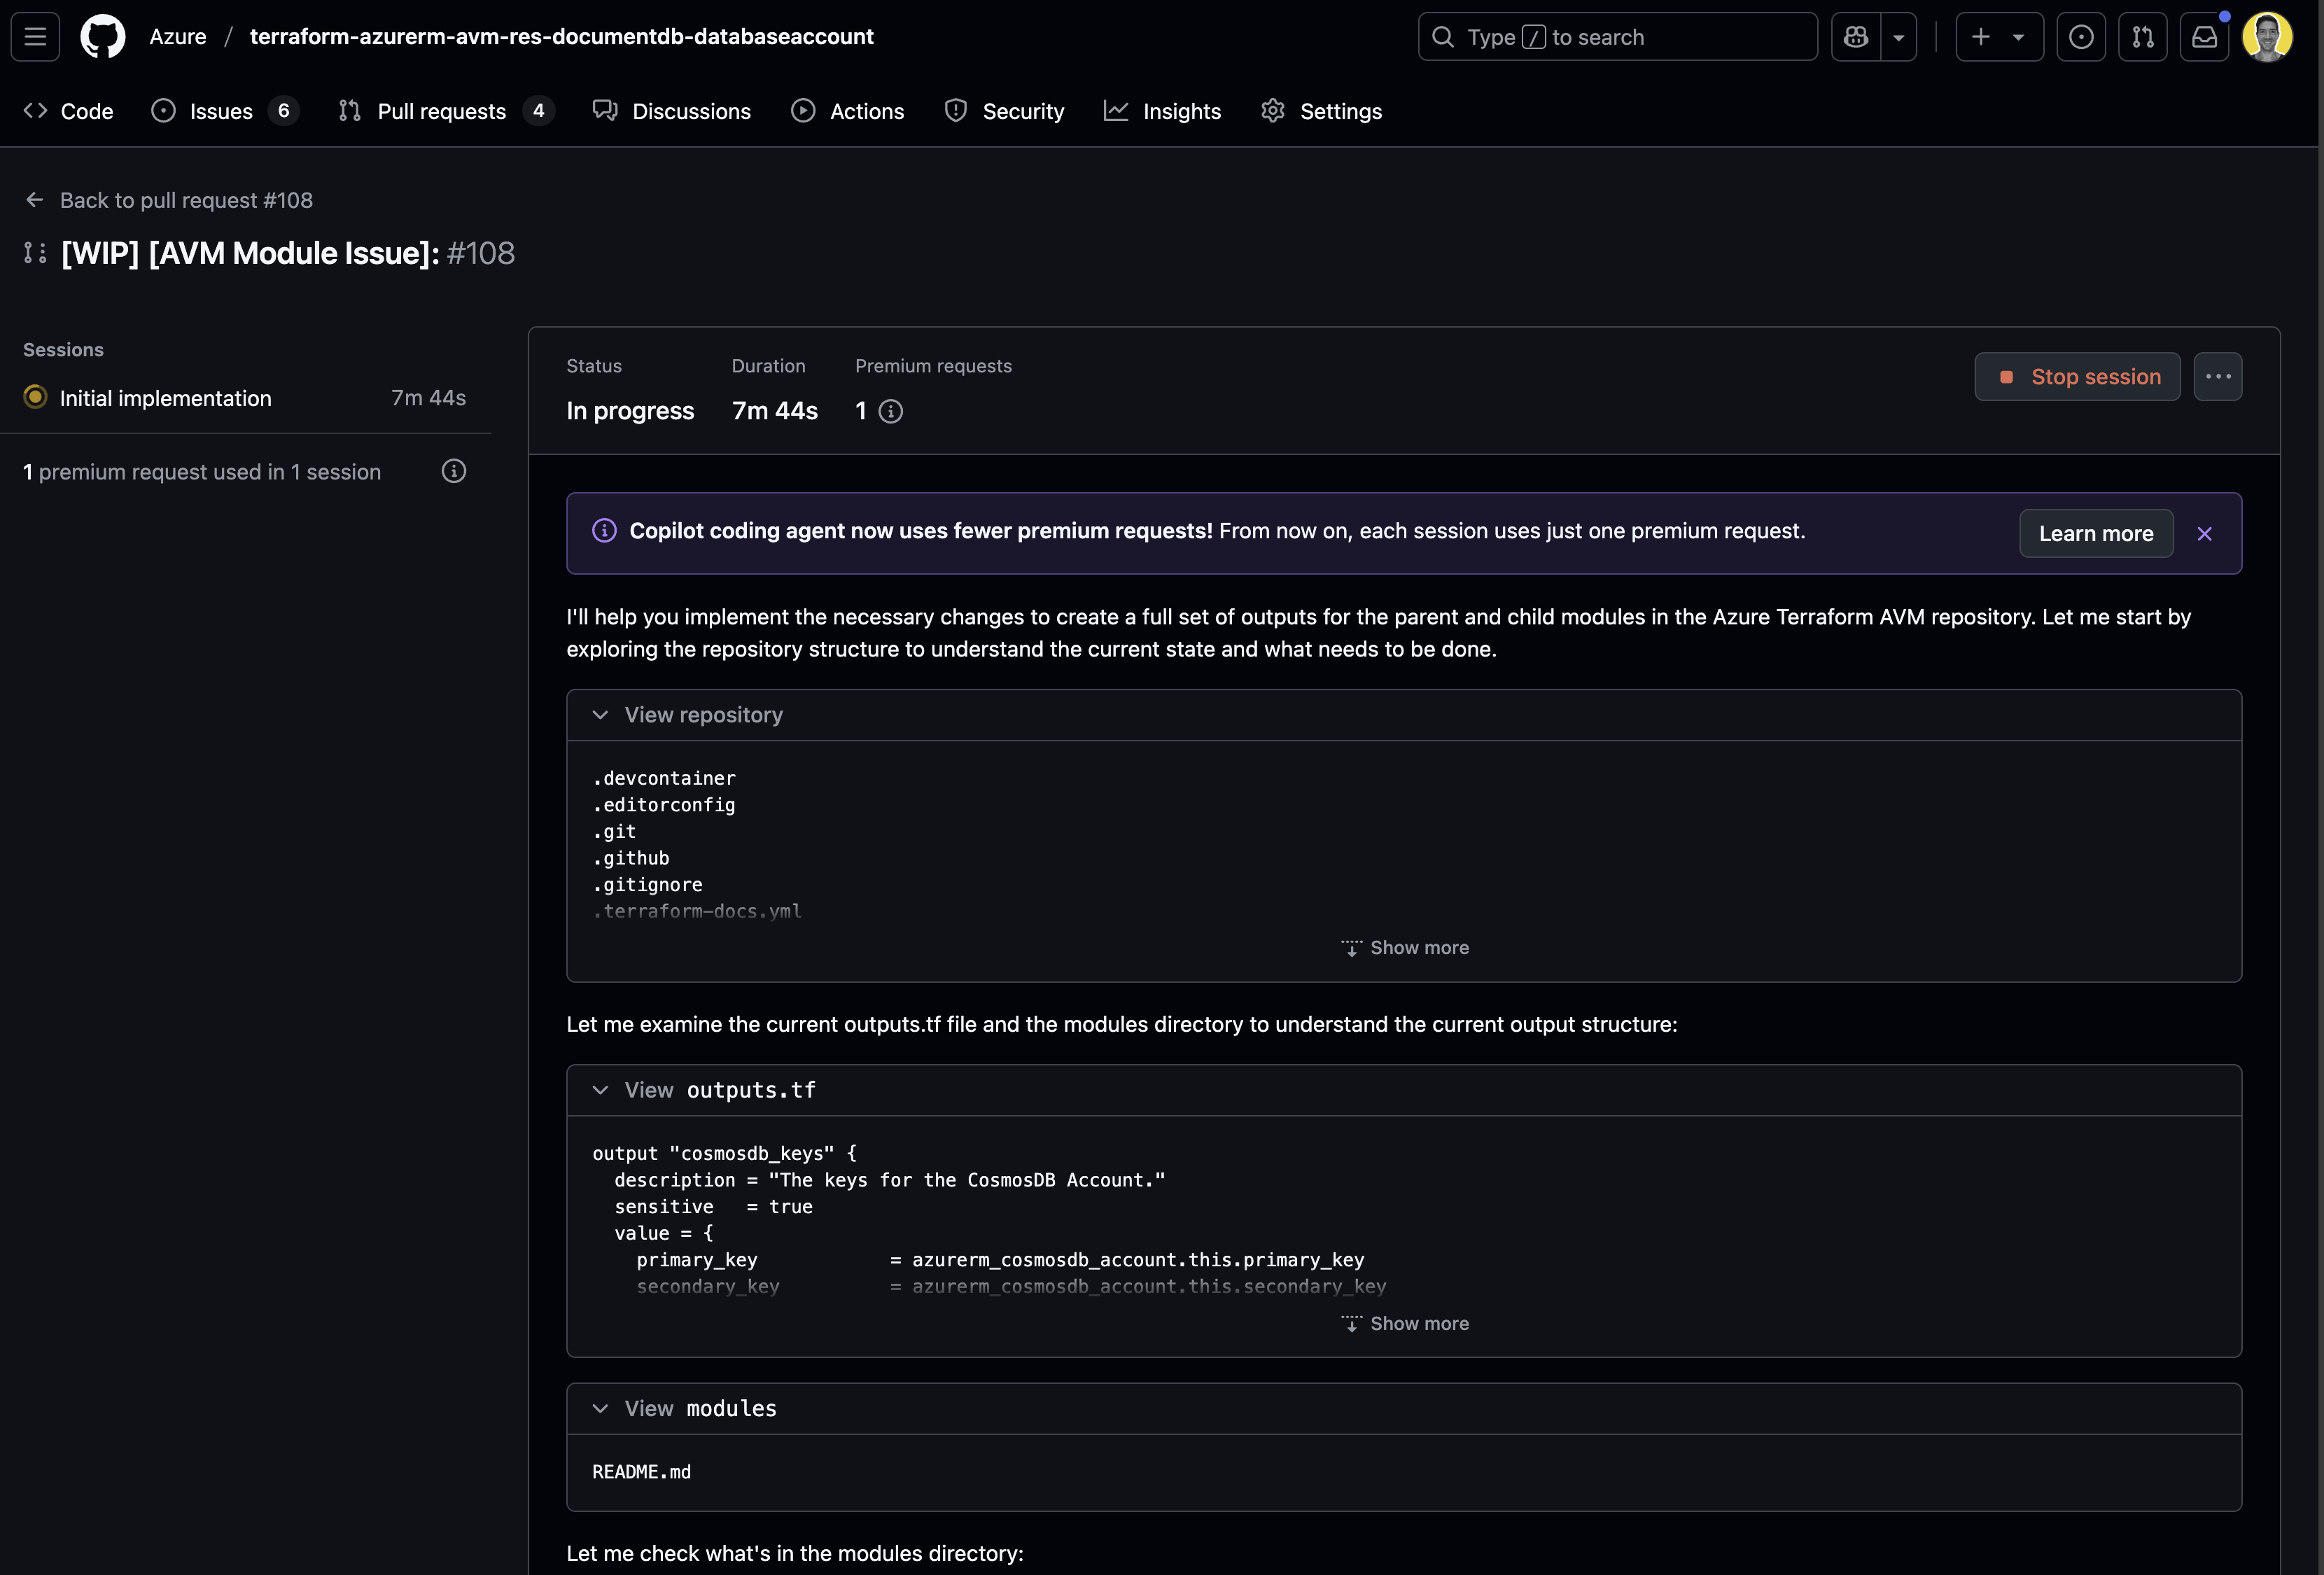 Azure / terraform-azurerm-avm-res-documentdb-databaseaccount
Type / to search
Code
Issues 6
Pull requests 4
Discussions
Actions
Security
Insights
Settings
Back to pull request #108
[WIP] [AVM Module Issue]: #108
Sessions
Initial implementation 7m 44s
1 premium request used in 1 session
Status
In progress
Duration
7m 44s
Premium requests
1
Stop session
Copilot coding agent now uses fewer premium requests! From now on, each session uses just one premium request.
Learn more
I'll help you implement the necessary changes to create a full set of outputs for the parent and child modules in the Azure Terraform AVM repository. Let me start by
exploring the repository structure to understand the current state and what needs to be done.
View repository
.devcontainer
.editorconfig
.git
.github
.gitignore
.terraform-docs.yml
Show more
Let me examine the current outputs.tf file and the modules directory to understand the current output structure:
View outputs.tf
output "cosmosdb_keys" {
  description = "The keys for the CosmosDB Account."
  sensitive   = true
  value = {
    primary_key            = azurerm_cosmosdb_account.this.primary_key
    secondary_key          = azurerm_cosmosdb_account.this.secondary_key
Show more
View modules
README.md
Let me check what's in the modules directory: